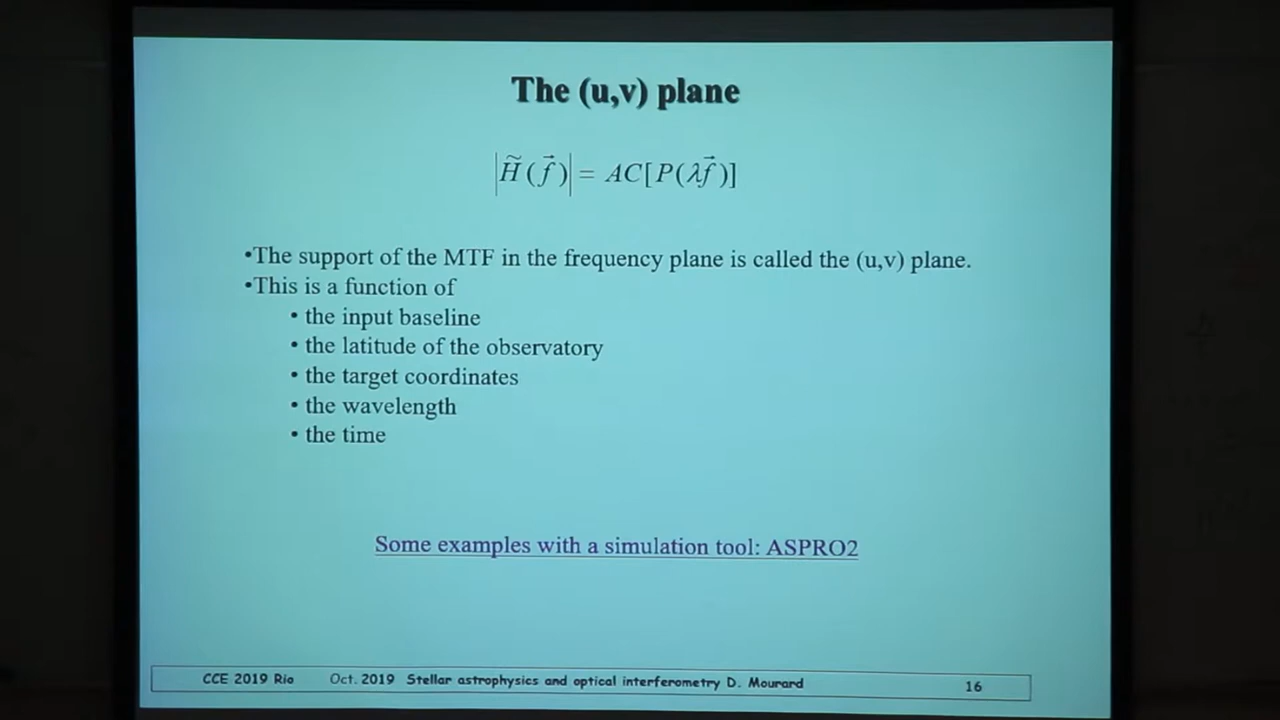 The (u,v) plane
|H̃(f⃗)| = AC[P(λf⃗)]
•The support of the MTF in the frequency plane is called the (u,v) plane.
•This is a function of
• the input baseline
• the latitude of the observatory
• the target coordinates
• the wavelength
• the time
Some examples with a simulation tool: ASPRO2
CCE 2019 Rio Oct. 2019 Stellar astrophysics and optical interferometry D. Mourard 16